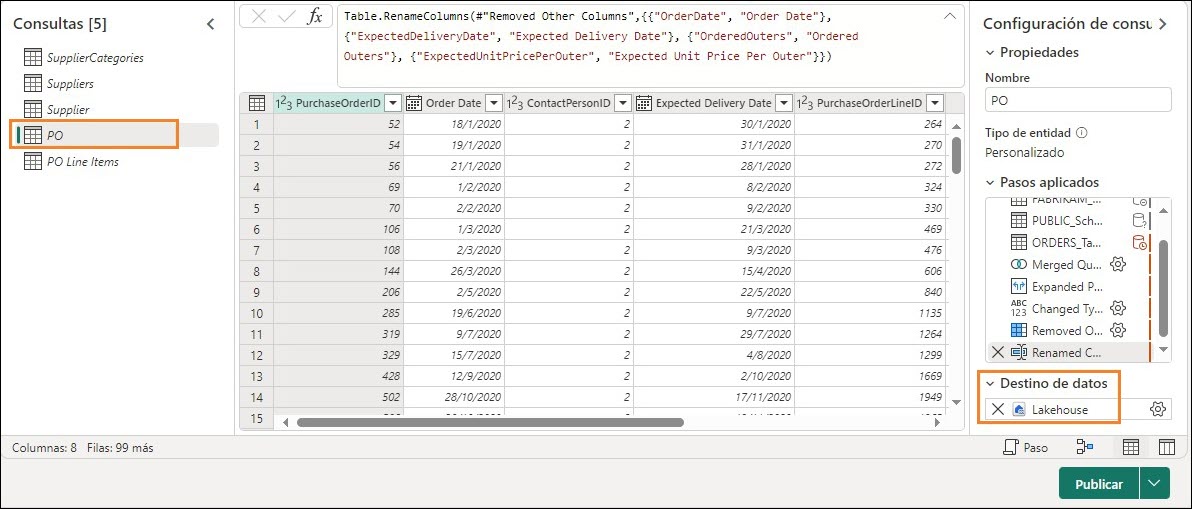 Consultas [5]
SupplierCategories
Suppliers
Supplier
PO
PO Line Items
fx
Table.RenameColumns(#"Removed Other Columns",{{"OrderDate", "Order Date"},
{"ExpectedDeliveryDate", "Expected Delivery Date"}, {"OrderedOuters", "Ordered
Outers"}, {"ExpectedUnitPricePerOuter", "Expected Unit Price Per Outer"}})
123 PurchaseOrderID Order Date 123 ContactPersonID Expected Delivery Date 123 PurchaseOrderLineID
1 52 18/1/2020 2 30/1/2020 264
2 54 19/1/2020 2 31/1/2020 270
3 56 21/1/2020 2 28/1/2020 272
4 69 1/2/2020 2 8/2/2020 324
5 70 2/2/2020 2 9/2/2020 330
6 106 1/3/2020 2 21/3/2020 469
7 108 2/3/2020 2 9/3/2020 476
8 144 26/3/2020 2 15/4/2020 606
9 206 2/5/2020 2 22/5/2020 840
10 285 19/6/2020 2 9/7/2020 1135
11 319 9/7/2020 2 29/7/2020 1264
12 329 15/7/2020 2 4/8/2020 1299
13 428 12/9/2020 2 2/10/2020 1669
14 502 28/10/2020 2 17/11/2020 1949
15
Configuración de consu
Propiedades
Nombre
PO
Tipo de entidad
Personalizado
Pasos aplicados
FABRIKAM_...
PUBLIC_Sch...
ORDERS_Ta...
Merged Qu...
Expanded P...
ABC 123 Changed Ty...
Removed O...
Renamed C...
Destino de datos
Lakehouse
Columnas: 8 Filas: 99 más
Paso
Publicar